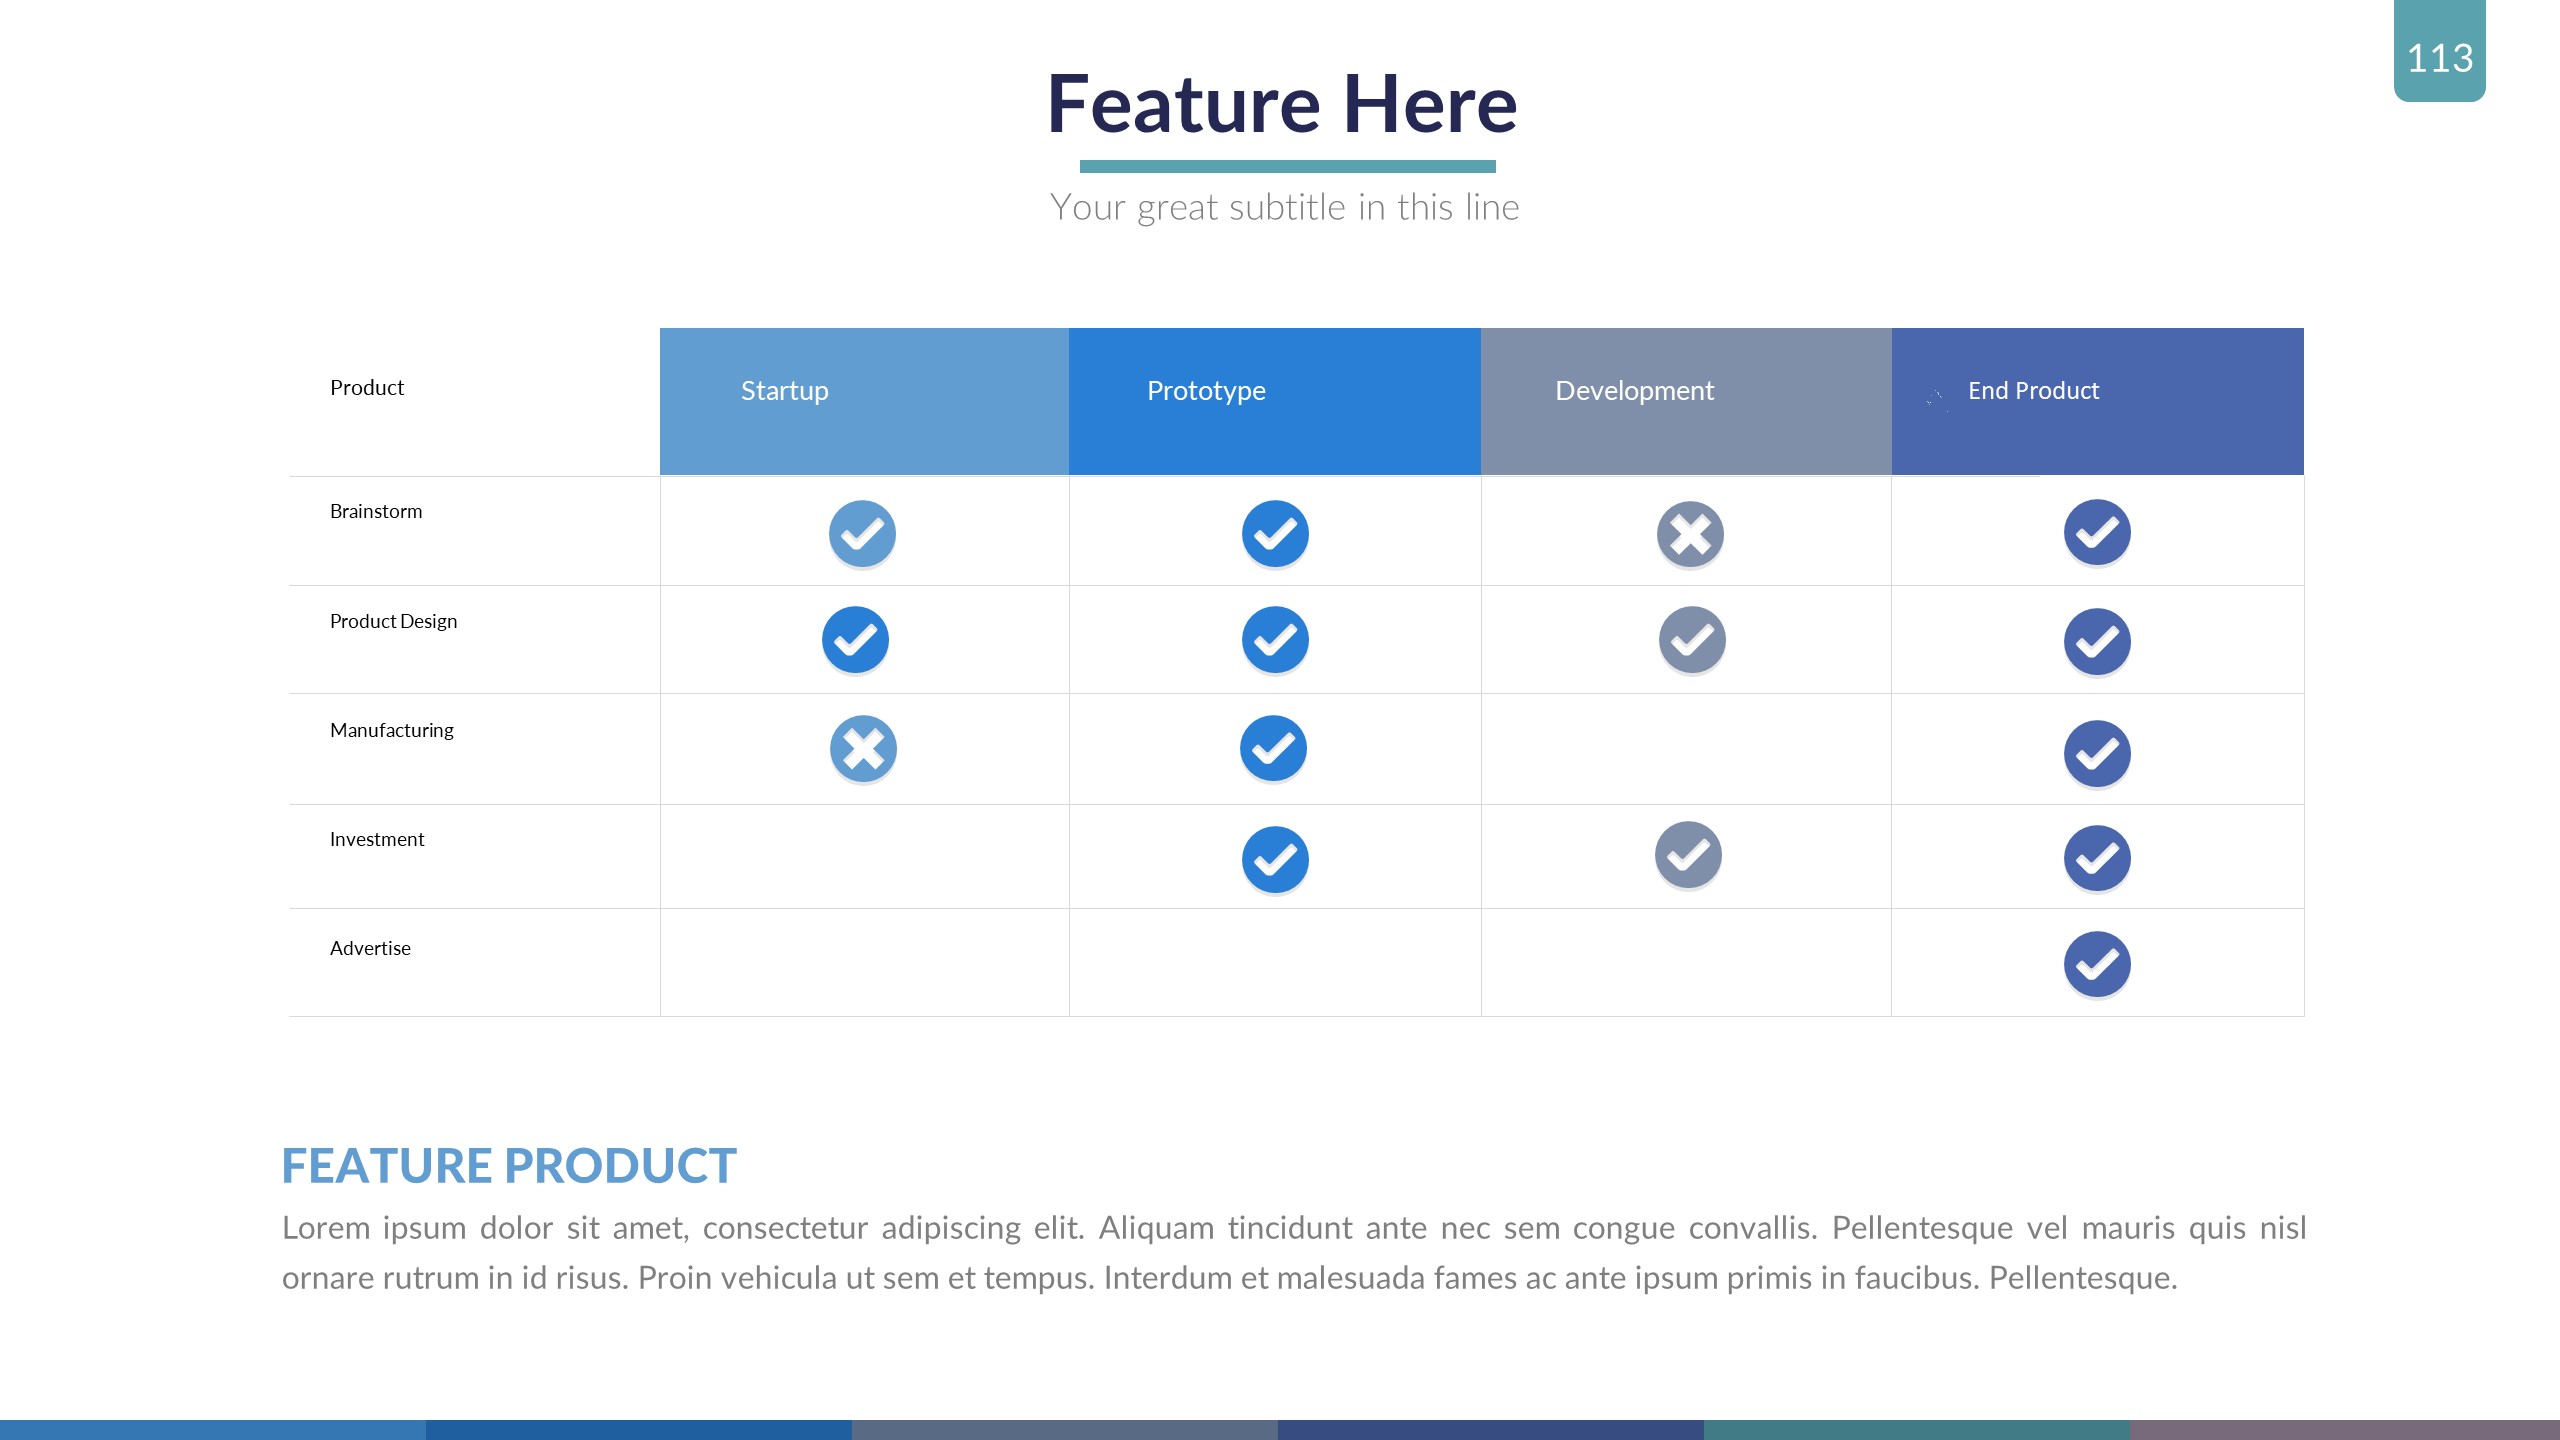 113
Feature Here
Your great subtitle in this line
Product Startup Prototype Development End Product
Brainstorm
Product Design
Manufacturing
Investment
Advertise
FEATURE PRODUCT
Lorem ipsum dolor sit amet, consectetur adipiscing elit. Aliquam tincidunt ante nec sem congue convallis. Pellentesque vel mauris quis nisl
ornare rutrum in id risus. Proin vehicula ut sem et tempus. Interdum et malesuada fames ac ante ipsum primis in faucibus. Pellentesque.